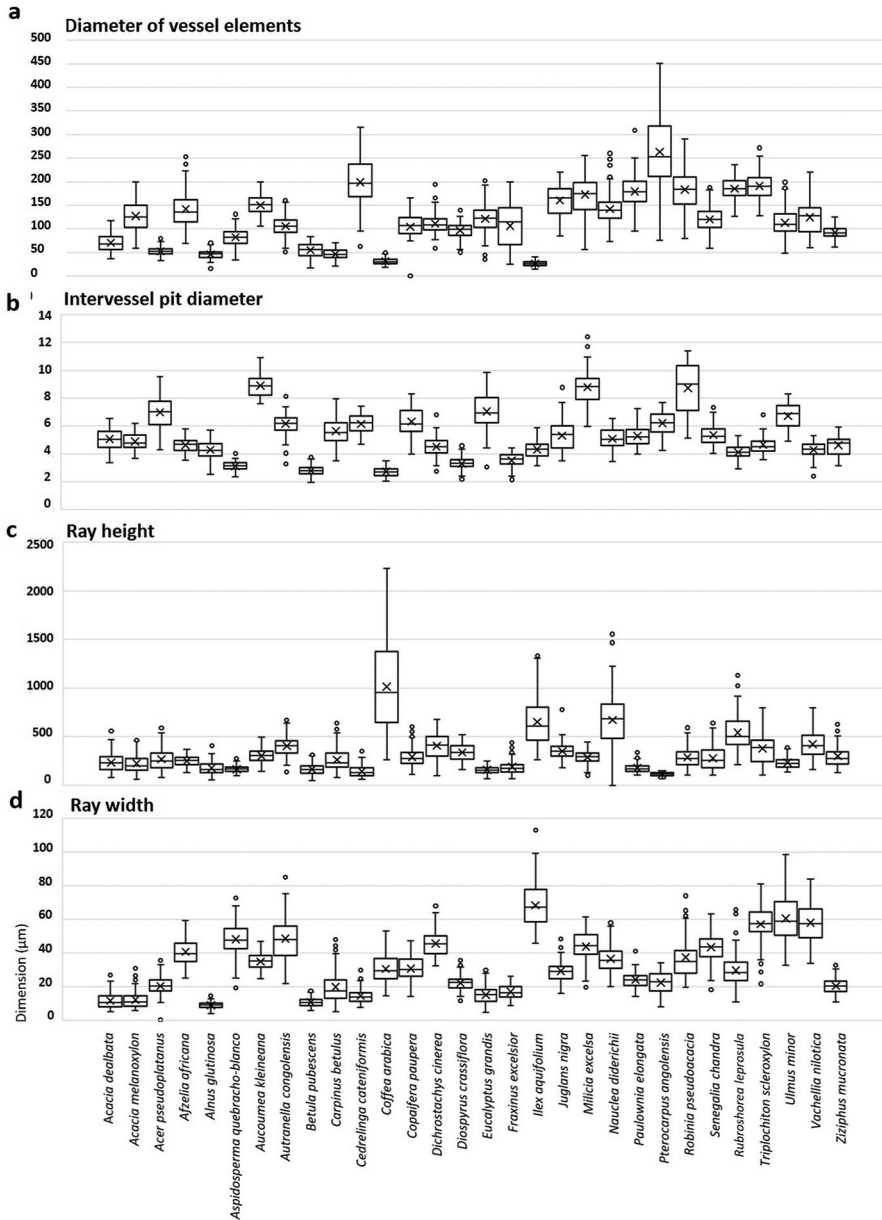 a
Diameter of vessel elements
500
450
400
350
300
250
200
150
100
50
0
b
Intervessel pit diameter
14
12
10
8
6
4
2
0
c
Ray height
2500
2000
1500
1000
500
0
d
Ray width
120
100
80
60
40
20
0
Dimension (µm)
Acacia dealbata
Acacia melanoxylon
Acer pseudoplatanus
Afzelia africana
Alnus glutinosa
Aspidosperma quebracho-blanco
Aucoumea kleineana
Autranella congolensis
Betula pubescens
Carpinus betulus
Cedrelinga cateniformis
Coffea arabica
Copaifera paupera
Dichrostachys cinerea
Diospyrus crassiflora
Eucalyptus grandis
Fraxinus excelsior
Ilex aquifolium
Juglans nigra
Milicia excelsa
Nauclea diderichii
Paulownia elongata
Pterocarpus angolensis
Robinia pseudoacacia
Senegalia chandra
Rubroshorea leprosula
Triplochiton scleroxylon
Ulmus minor
Vachellia nilotica
Ziziphus mucronata